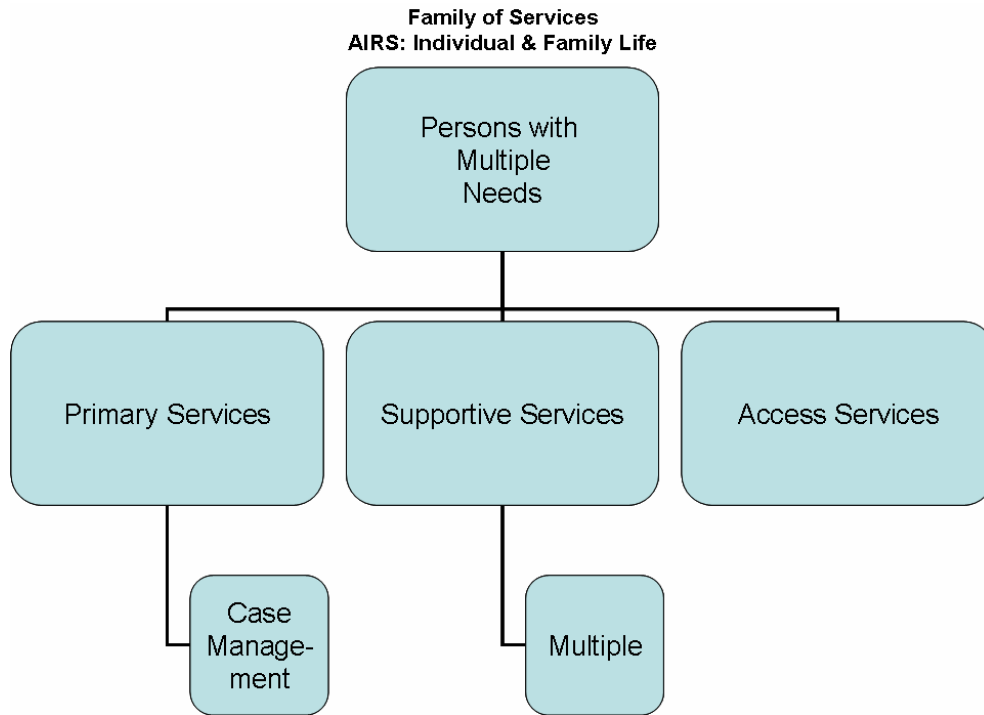 Family of Services
AIRS: Individual & Family Life
Persons with
Multiple
Needs
Primary Services
Supportive Services
Access Services
Case
Manage-
ment
Multiple